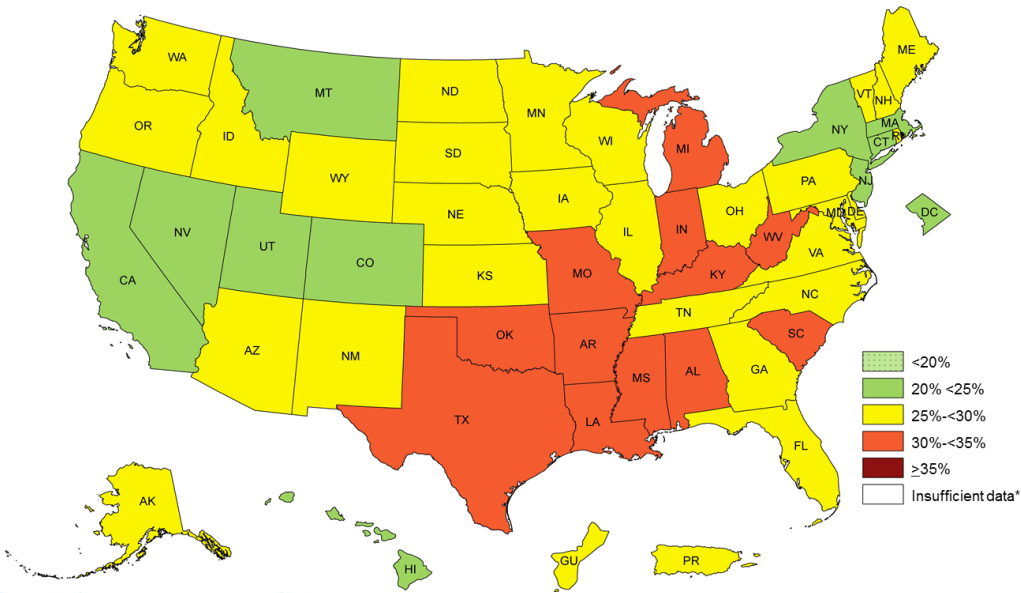 WA
MT
ND
MN
ME
OR
ID
SD
WI
VT
NH
NY
MA
CT
RI
MI
WY
IA
NE
PA
NJ
OH
IL
IN
DC
MD
DE
NV
UT
CO
CA
KS
MO
WV
VA
KY
NC
TN
AZ
NM
OK
AR
SC
MS
AL
GA
TX
LA
FL
AK
HI
GU
PR
<20%
20% <25%
25%-<30%
30%-<35%
>35%
Insufficient data*